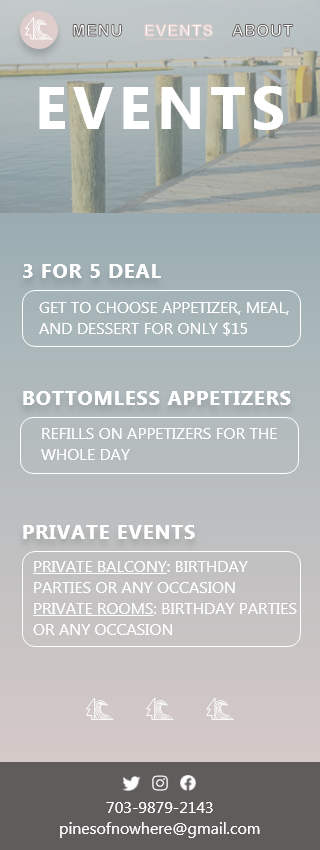 MENU EVENTS ABOUT
EVENTS
3 FOR 5 DEAL
GET TO CHOOSE APPETIZER, MEAL,
AND DESSERT FOR ONLY $15
BOTTOMLESS APPETIZERS
REFILLS ON APPETIZERS FOR THE
WHOLE DAY
PRIVATE EVENTS
PRIVATE BALCONY: BIRTHDAY
PARTIES OR ANY OCCASION
PRIVATE ROOMS: BIRTHDAY PARTIES
OR ANY OCCASION
703-9879-2143
pinesofnowhere@gmail.com